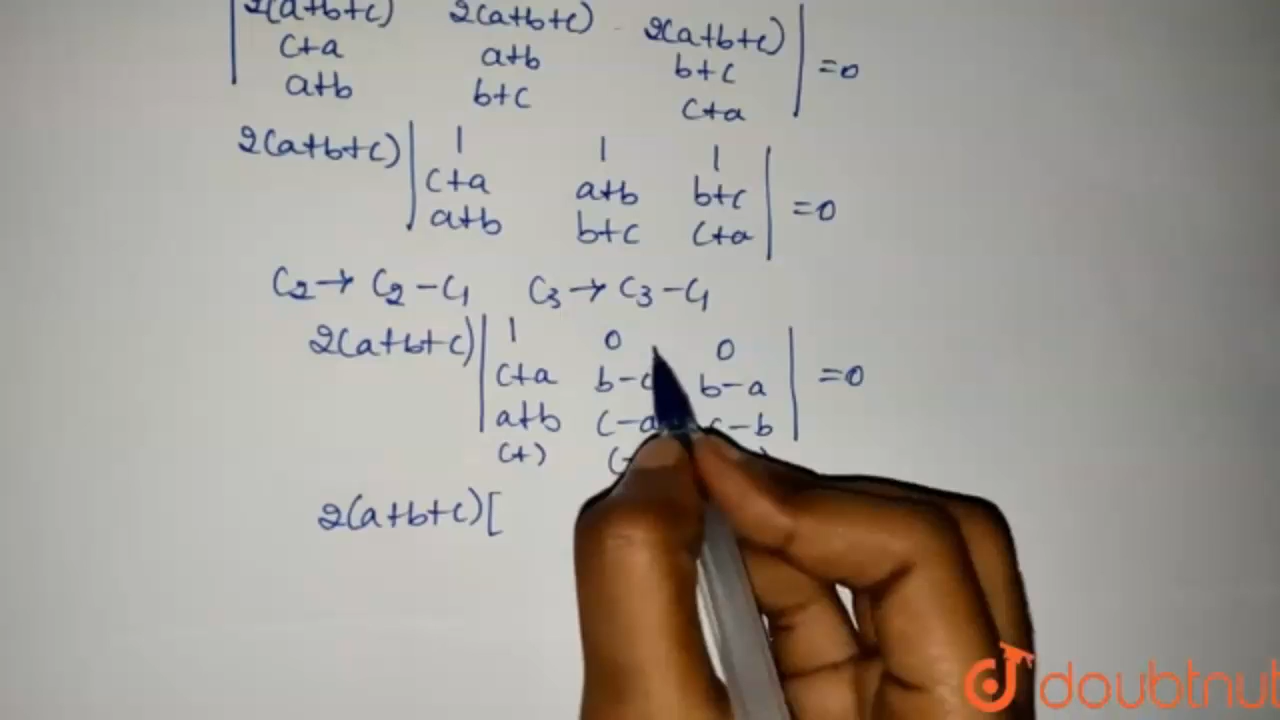 2(a+b+c) 2(a+b+c) 2(a+b+c)
c+a a+b b+c =0
a+b b+c c+a
2(a+b+c) 1 1 1
c+a a+b b+c =0
a+b b+c c+a
C2→C2-C1 C3→C3-C1
2(a+b+c) 1 0 0
c+a b-c b-a =0
a+b c-a c-b
(+)
2(a+b+c)[
doubtnut